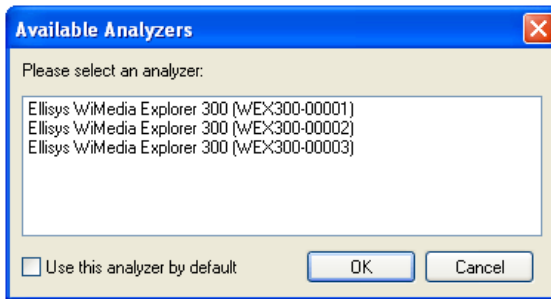 Available Analyzers
Please select an analyzer:
Ellisys WiMedia Explorer 300 (WEX300-00001)
Ellisys WiMedia Explorer 300 (WEX300-00002)
Ellisys WiMedia Explorer 300 (WEX300-00003)
Use this analyzer by default OK Cancel